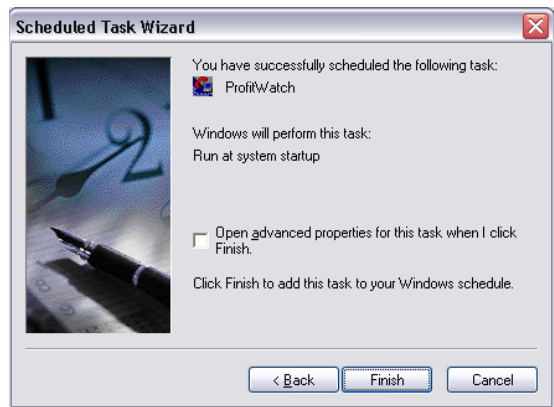 Scheduled Task Wizard
You have successfully scheduled the following task:
ProfitWatch
Windows will perform this task:
Run at system startup
Open advanced properties for this task when I click
Finish.
Click Finish to add this task to your Windows schedule.
< Back
Finish
Cancel